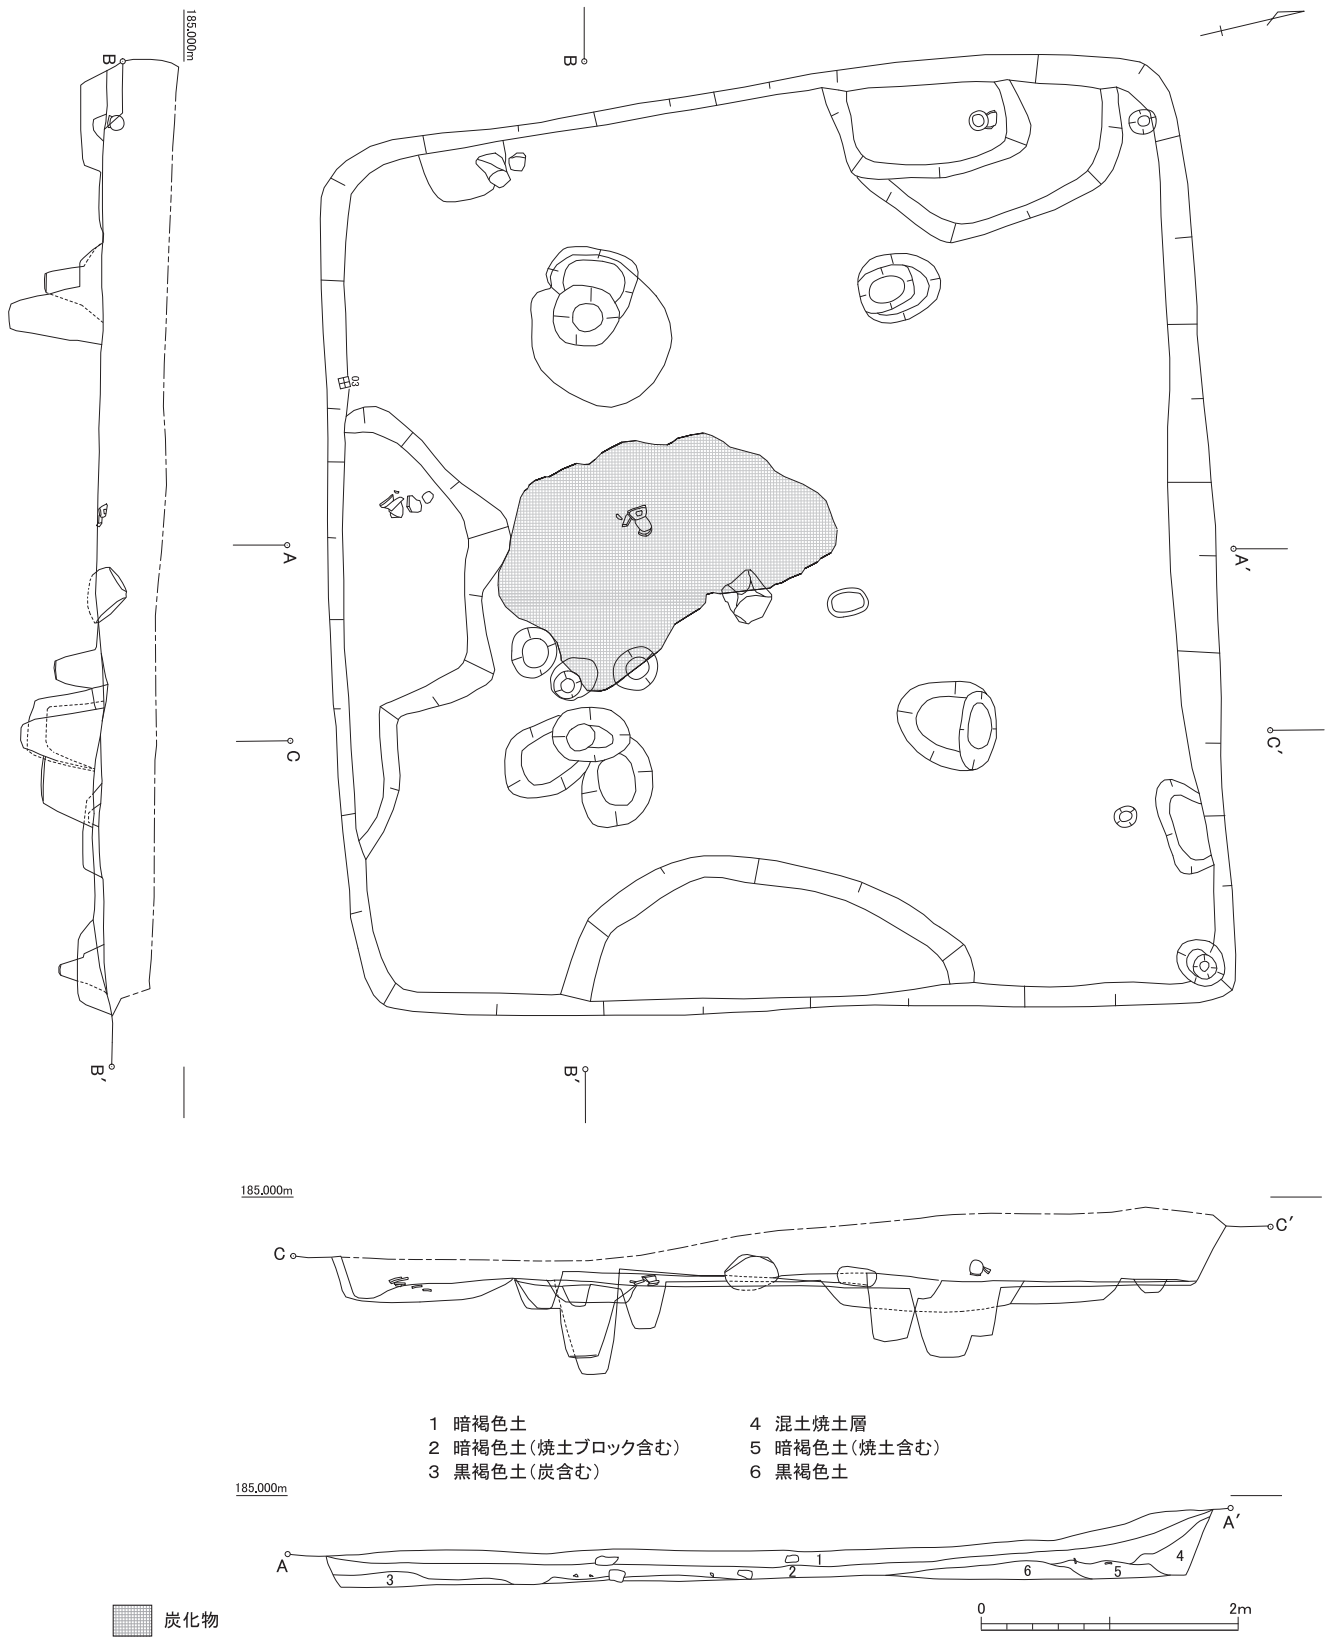 185.000m
B
B
03
A
A′
C
C′
B′
B′
185.000m
C
C′
1 暗褐色土
2 暗褐色土（焼土ブロック含む）
3 黒褐色土（炭含む）
4 混土焼土層
5 暗褐色土（焼土含む）
6 黒褐色土
185.000m
A
A′
1
2
3
4
5
6
炭化物
0 2m